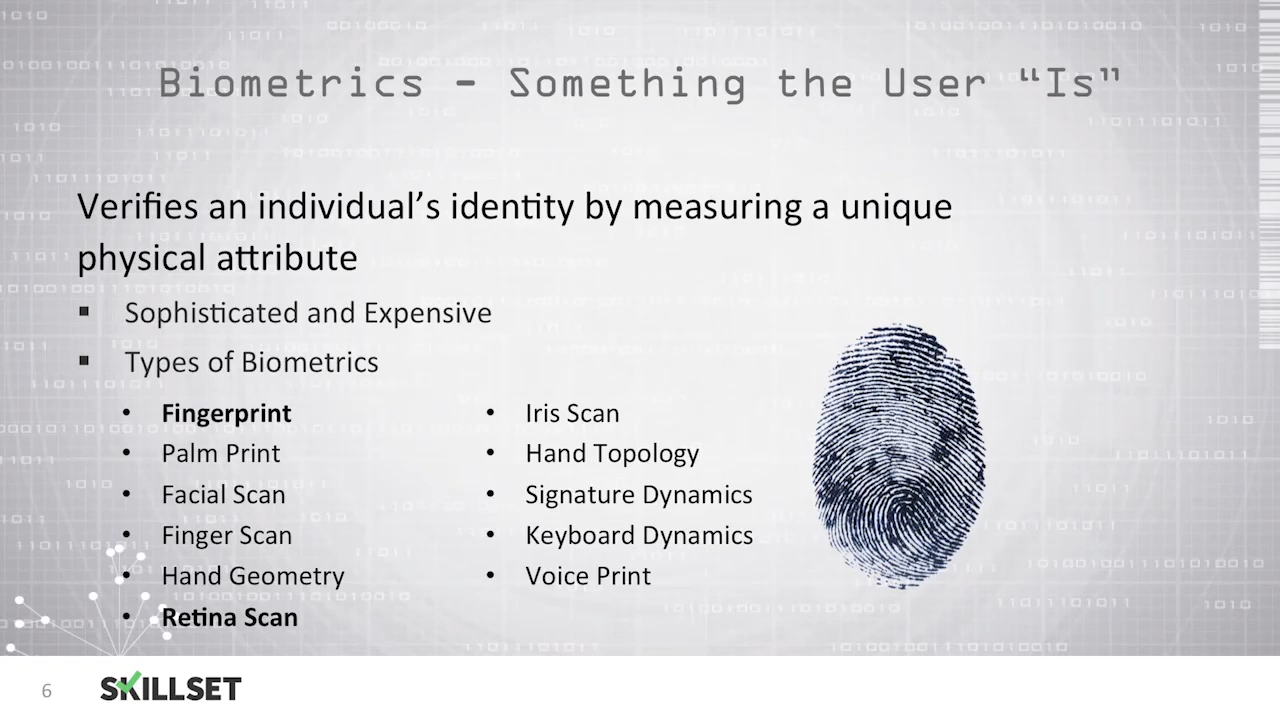 Biometrics - Something the User “Is”
Verifies an individual’s identity by measuring a unique
physical attribute
▪ Sophisticated and Expensive
▪ Types of Biometrics
• Fingerprint
• Palm Print
• Facial Scan
• Finger Scan
• Hand Geometry
• Retina Scan
• Iris Scan
• Hand Topology
• Signature Dynamics
• Keyboard Dynamics
• Voice Print
6
SKILLSET